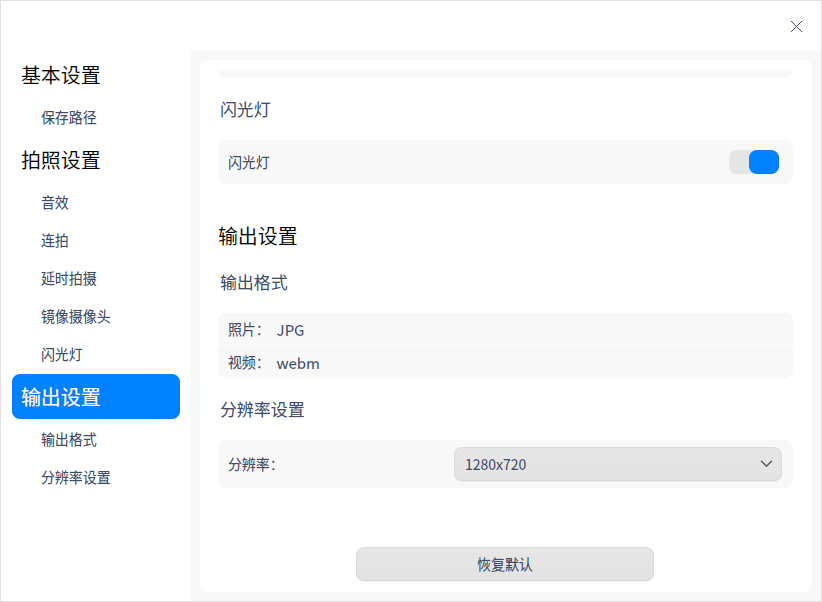 基本设置
保存路径
拍照设置
音效
连拍
延时拍摄
镜像摄像头
闪光灯
输出设置
输出格式
分辨率设置
闪光灯
闪光灯
输出设置
输出格式
照片： JPG
视频： webm
分辨率设置
分辨率： 1280x720
恢复默认